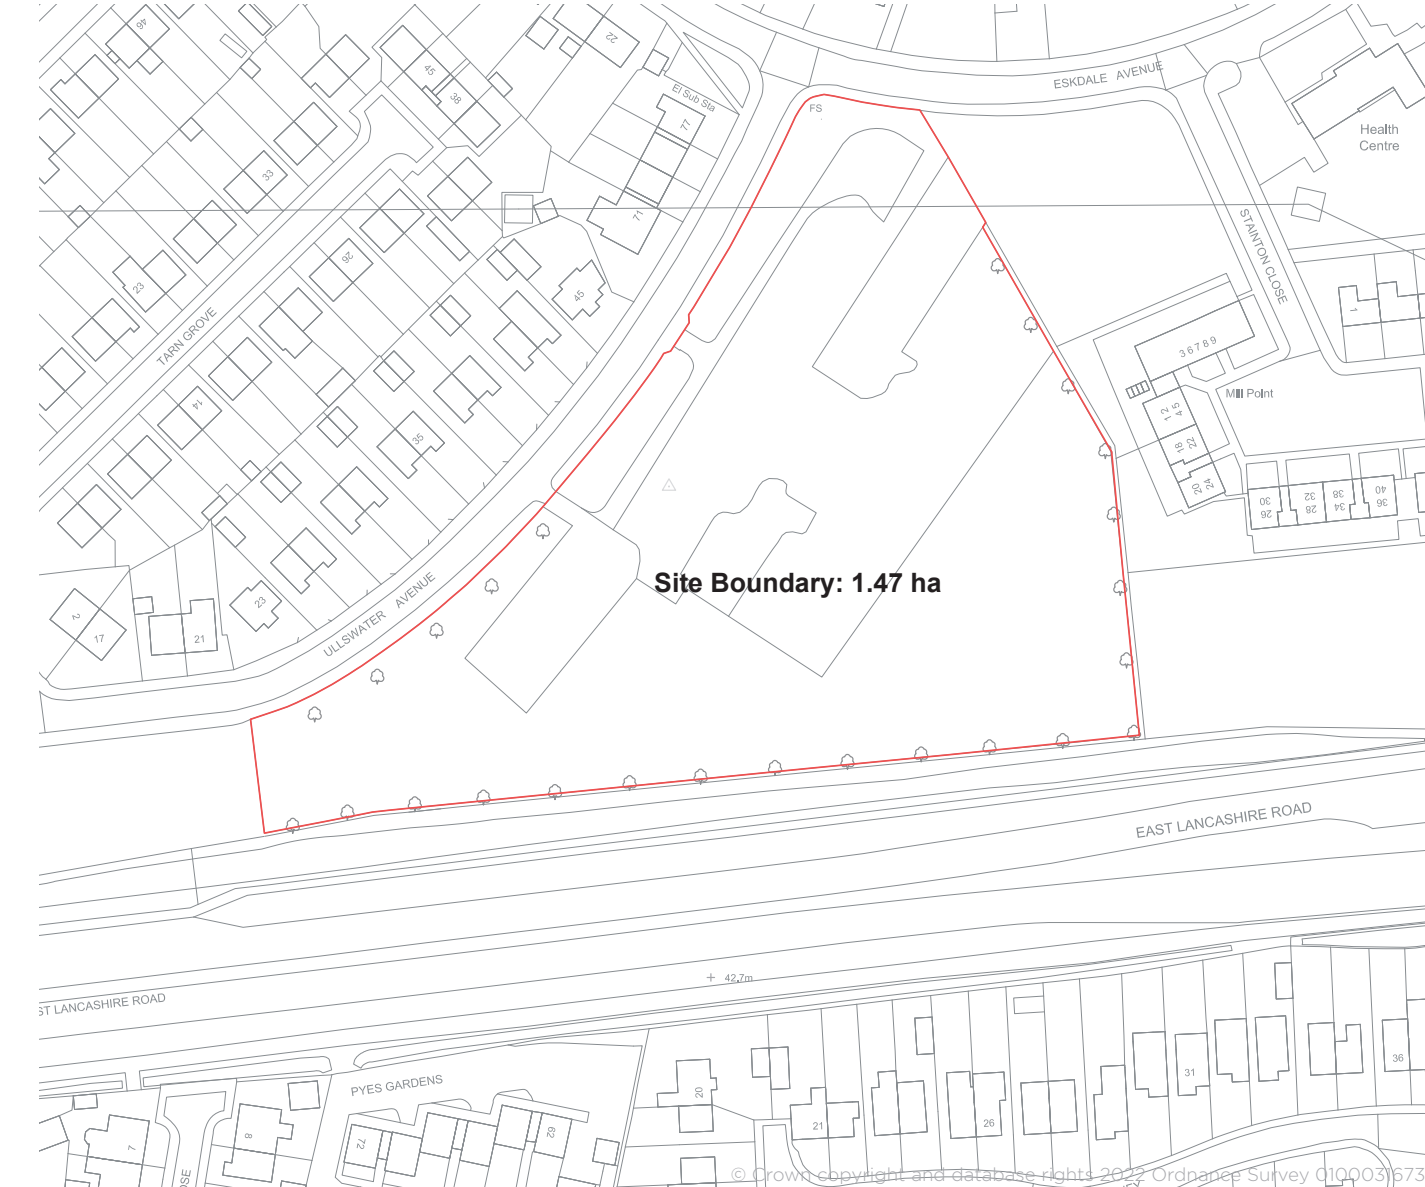 46
22
45
38
El Sub Sta
77
ESKDALE AVENUE
FS
Health
Centre
33
71
STAINTON CLOSE
26
45
23
1
TARN GROVE
3 6 7 8 9
Mill Point
14
35
1 2
4 5
18
22
20
24
30
26
32
28
38
34
40
36
Site Boundary: 1.47 ha
ULLSWATER AVENUE
2
17
21
23
EAST LANCASHIRE ROAD
42.7m
ST LANCASHIRE ROAD
PYES GARDENS
20
31
36
7
8
72
62
21
26
OSE
© Crown copyright and database rights 2022 Ordnance Survey 0100031673